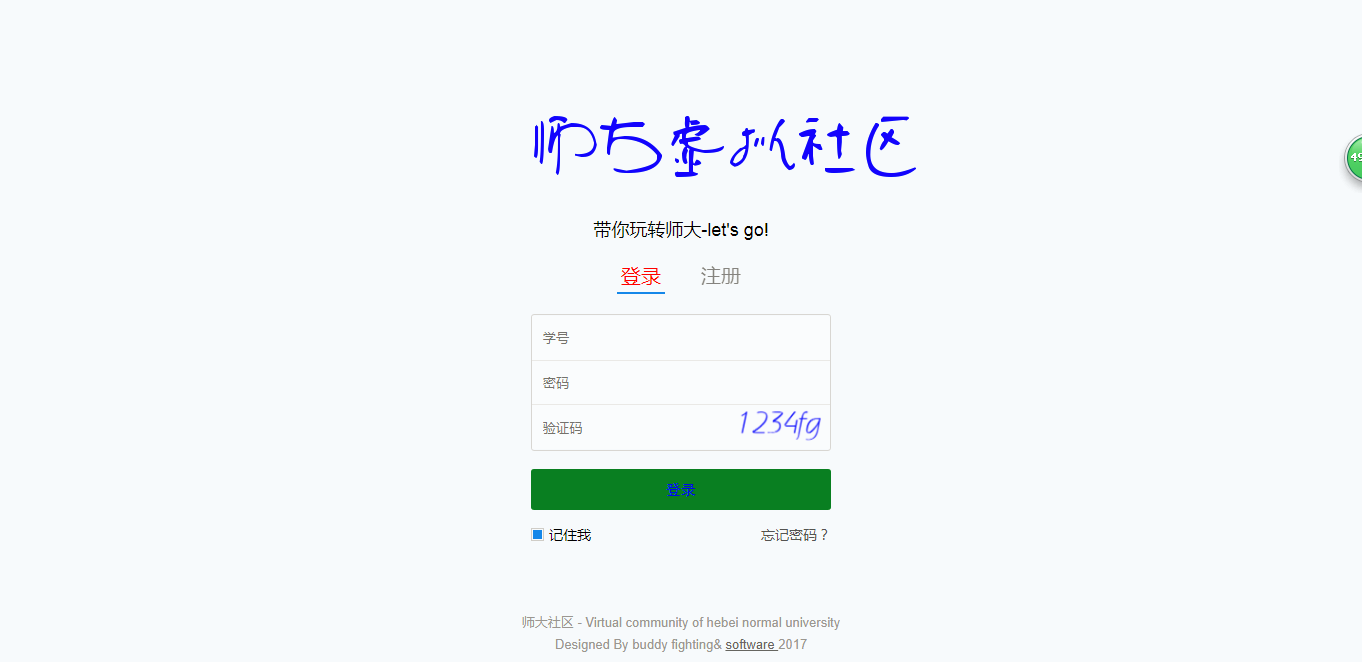 师大虚拟社区
带你玩转师大-let's go!
登录 注册
学号
密码
验证码 1234fg
登录
记住我 忘记密码？
师大社区 - Virtual community of hebei normal university
Designed By buddy fighting& software 2017